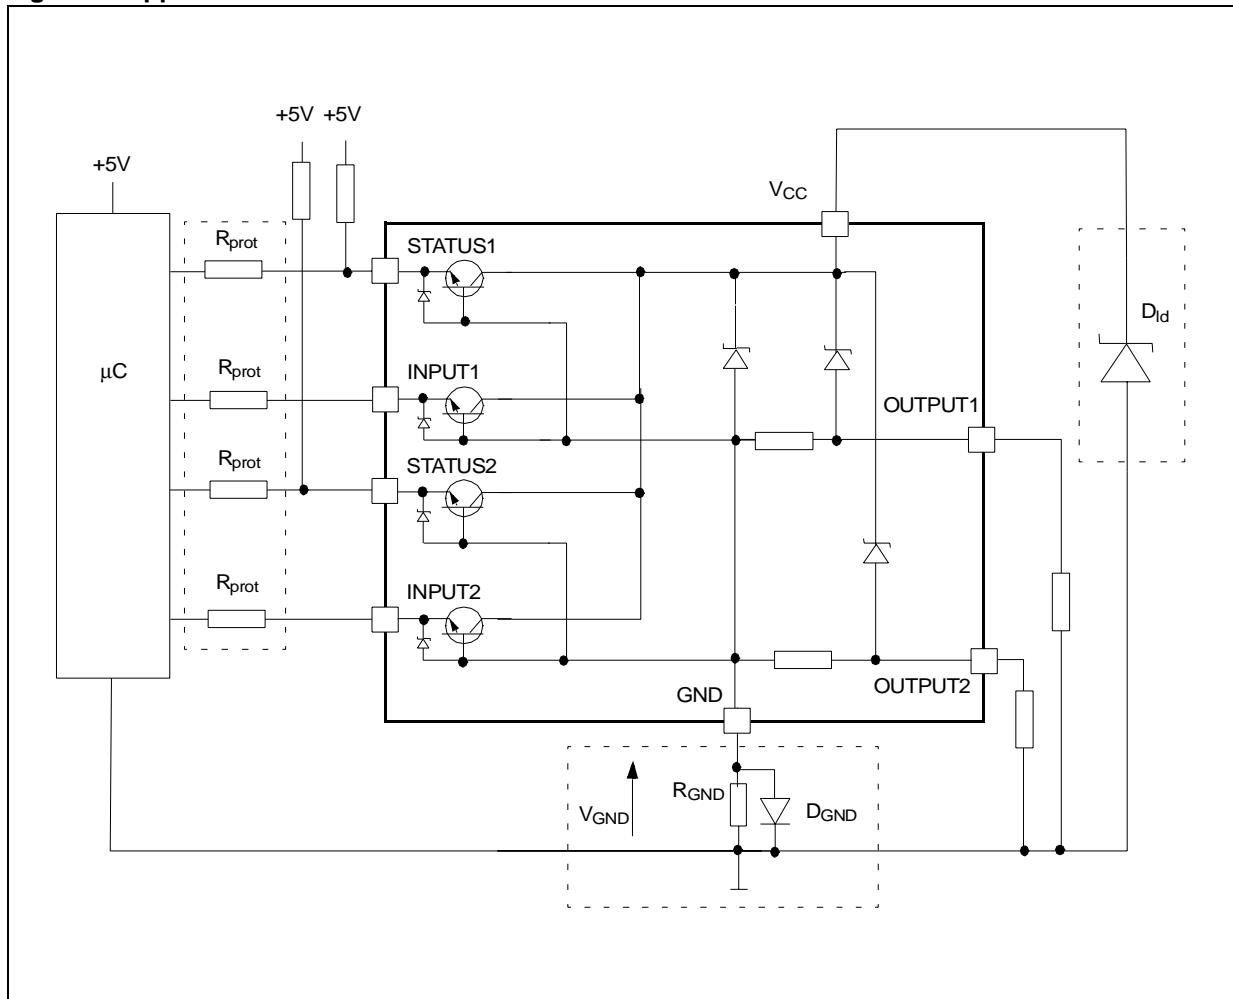 +5V +5V
+5V
VCC
Rprot
STATUS1
Dld
μC
Rprot
INPUT1
OUTPUT1
Rprot
STATUS2
Rprot
INPUT2
GND
OUTPUT2
RGND
VGND
DGND